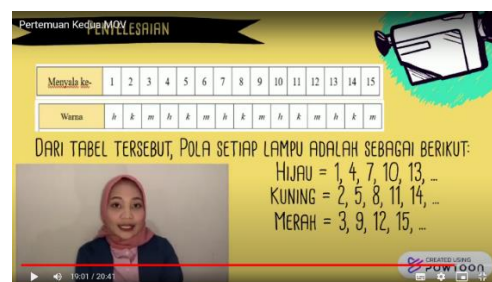 Pertemuan Kedua MOV
PENYELESAIAN
Menyala ke- 1 2 3 4 5 6 7 8 9 10 11 12 13 14 15
Warna h k m h k m h k m h k m h k m
DARI TABEL TERSEBUT, POLA SETIAP LAMPU ADALAH SEBAGAI BERIKUT:
HIJAU = 1, 4, 7, 10, 13, ...
KUNING = 2, 5, 8, 11, 14, ...
MERAH = 3, 9, 12, 15, ...
CREATED USING
POWTOON
19:01 / 20:41